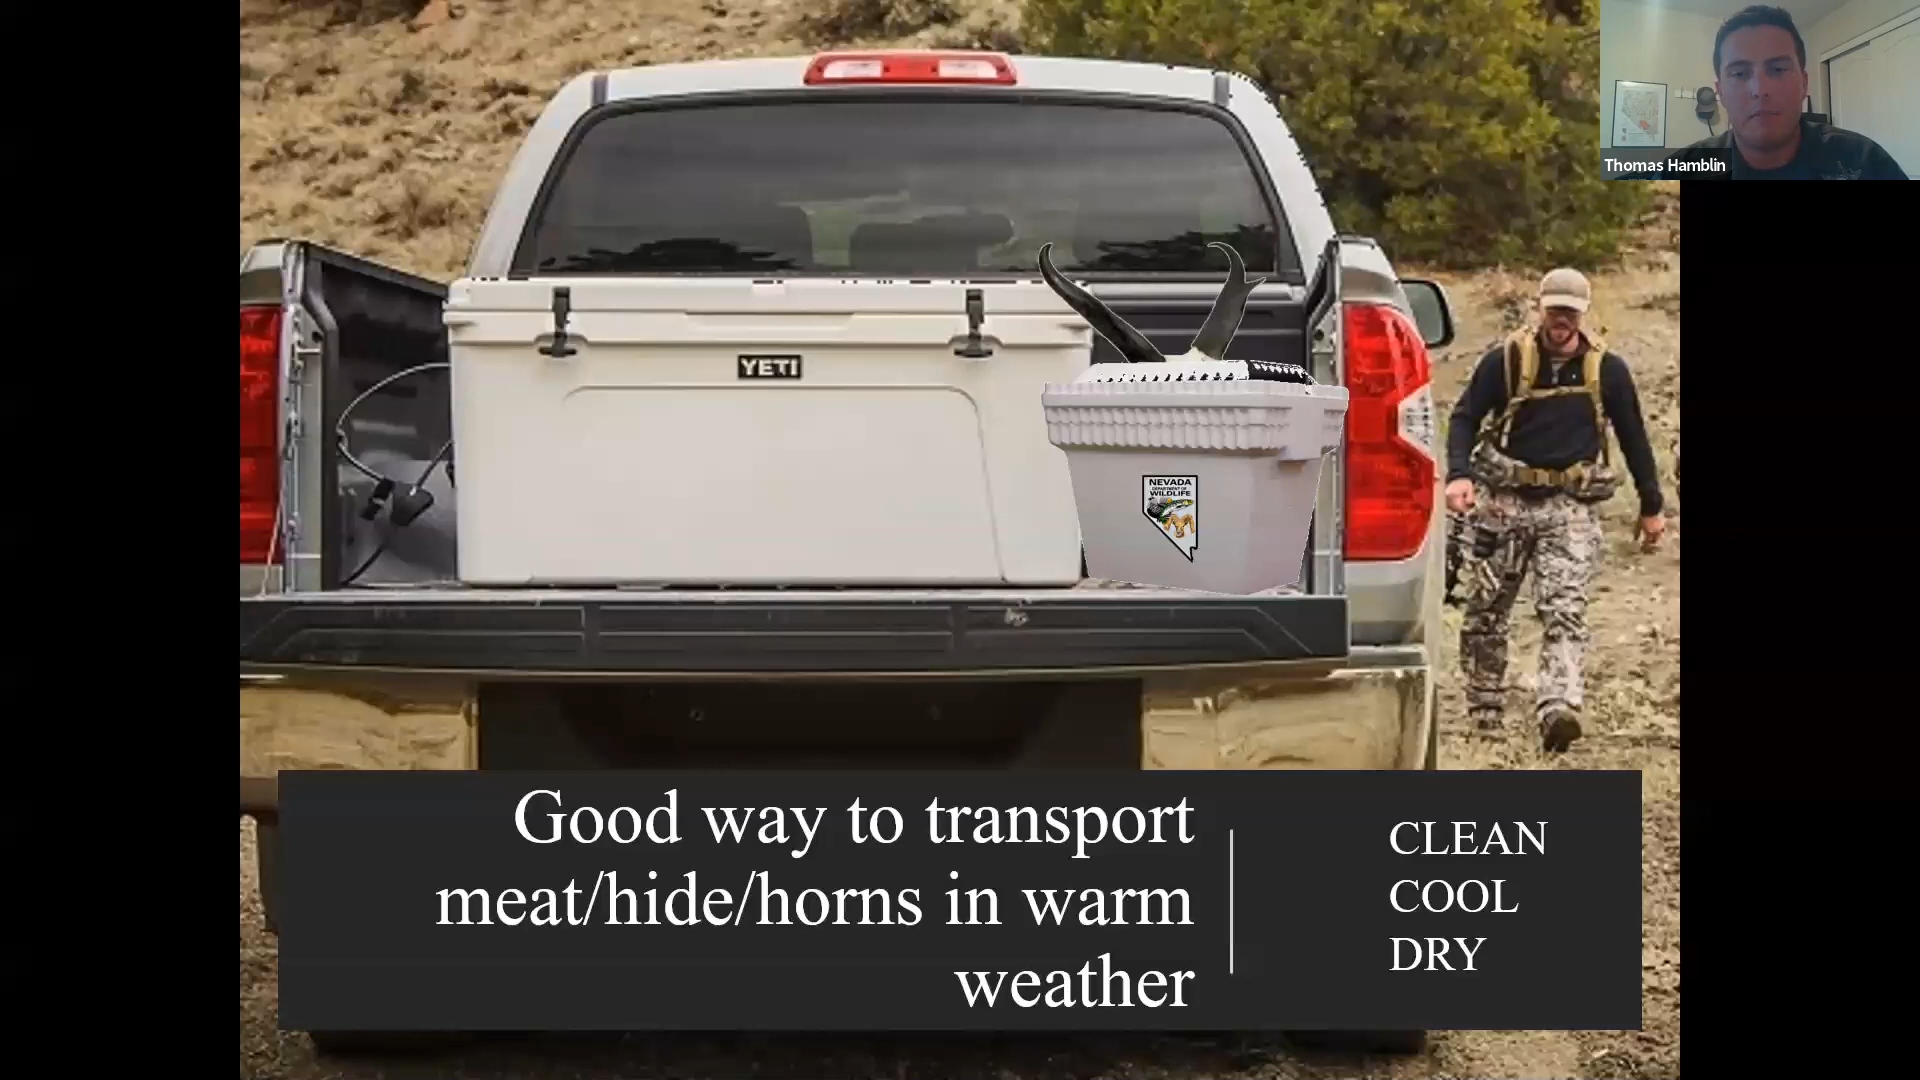 Thomas Hamblin
YETI
NEVADA
DEPARTMENT OF
WILDLIFE
Good way to transport
meat/hide/horns in warm
weather
CLEAN
COOL
DRY